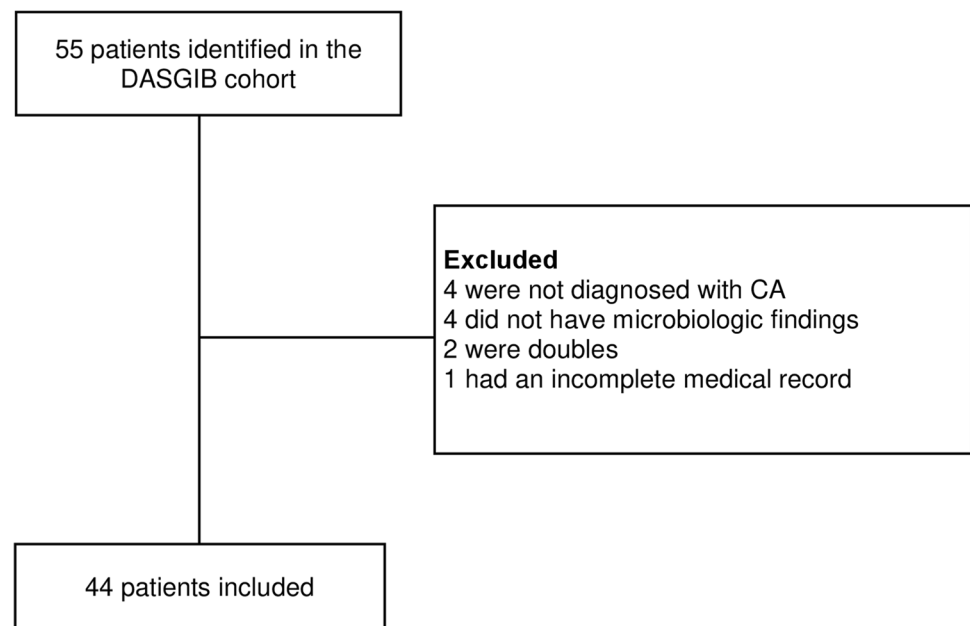 55 patients identified in the
DASGIB cohort
Excluded
4 were not diagnosed with CA
4 did not have microbiologic findings
2 were doubles
1 had an incomplete medical record
44 patients included